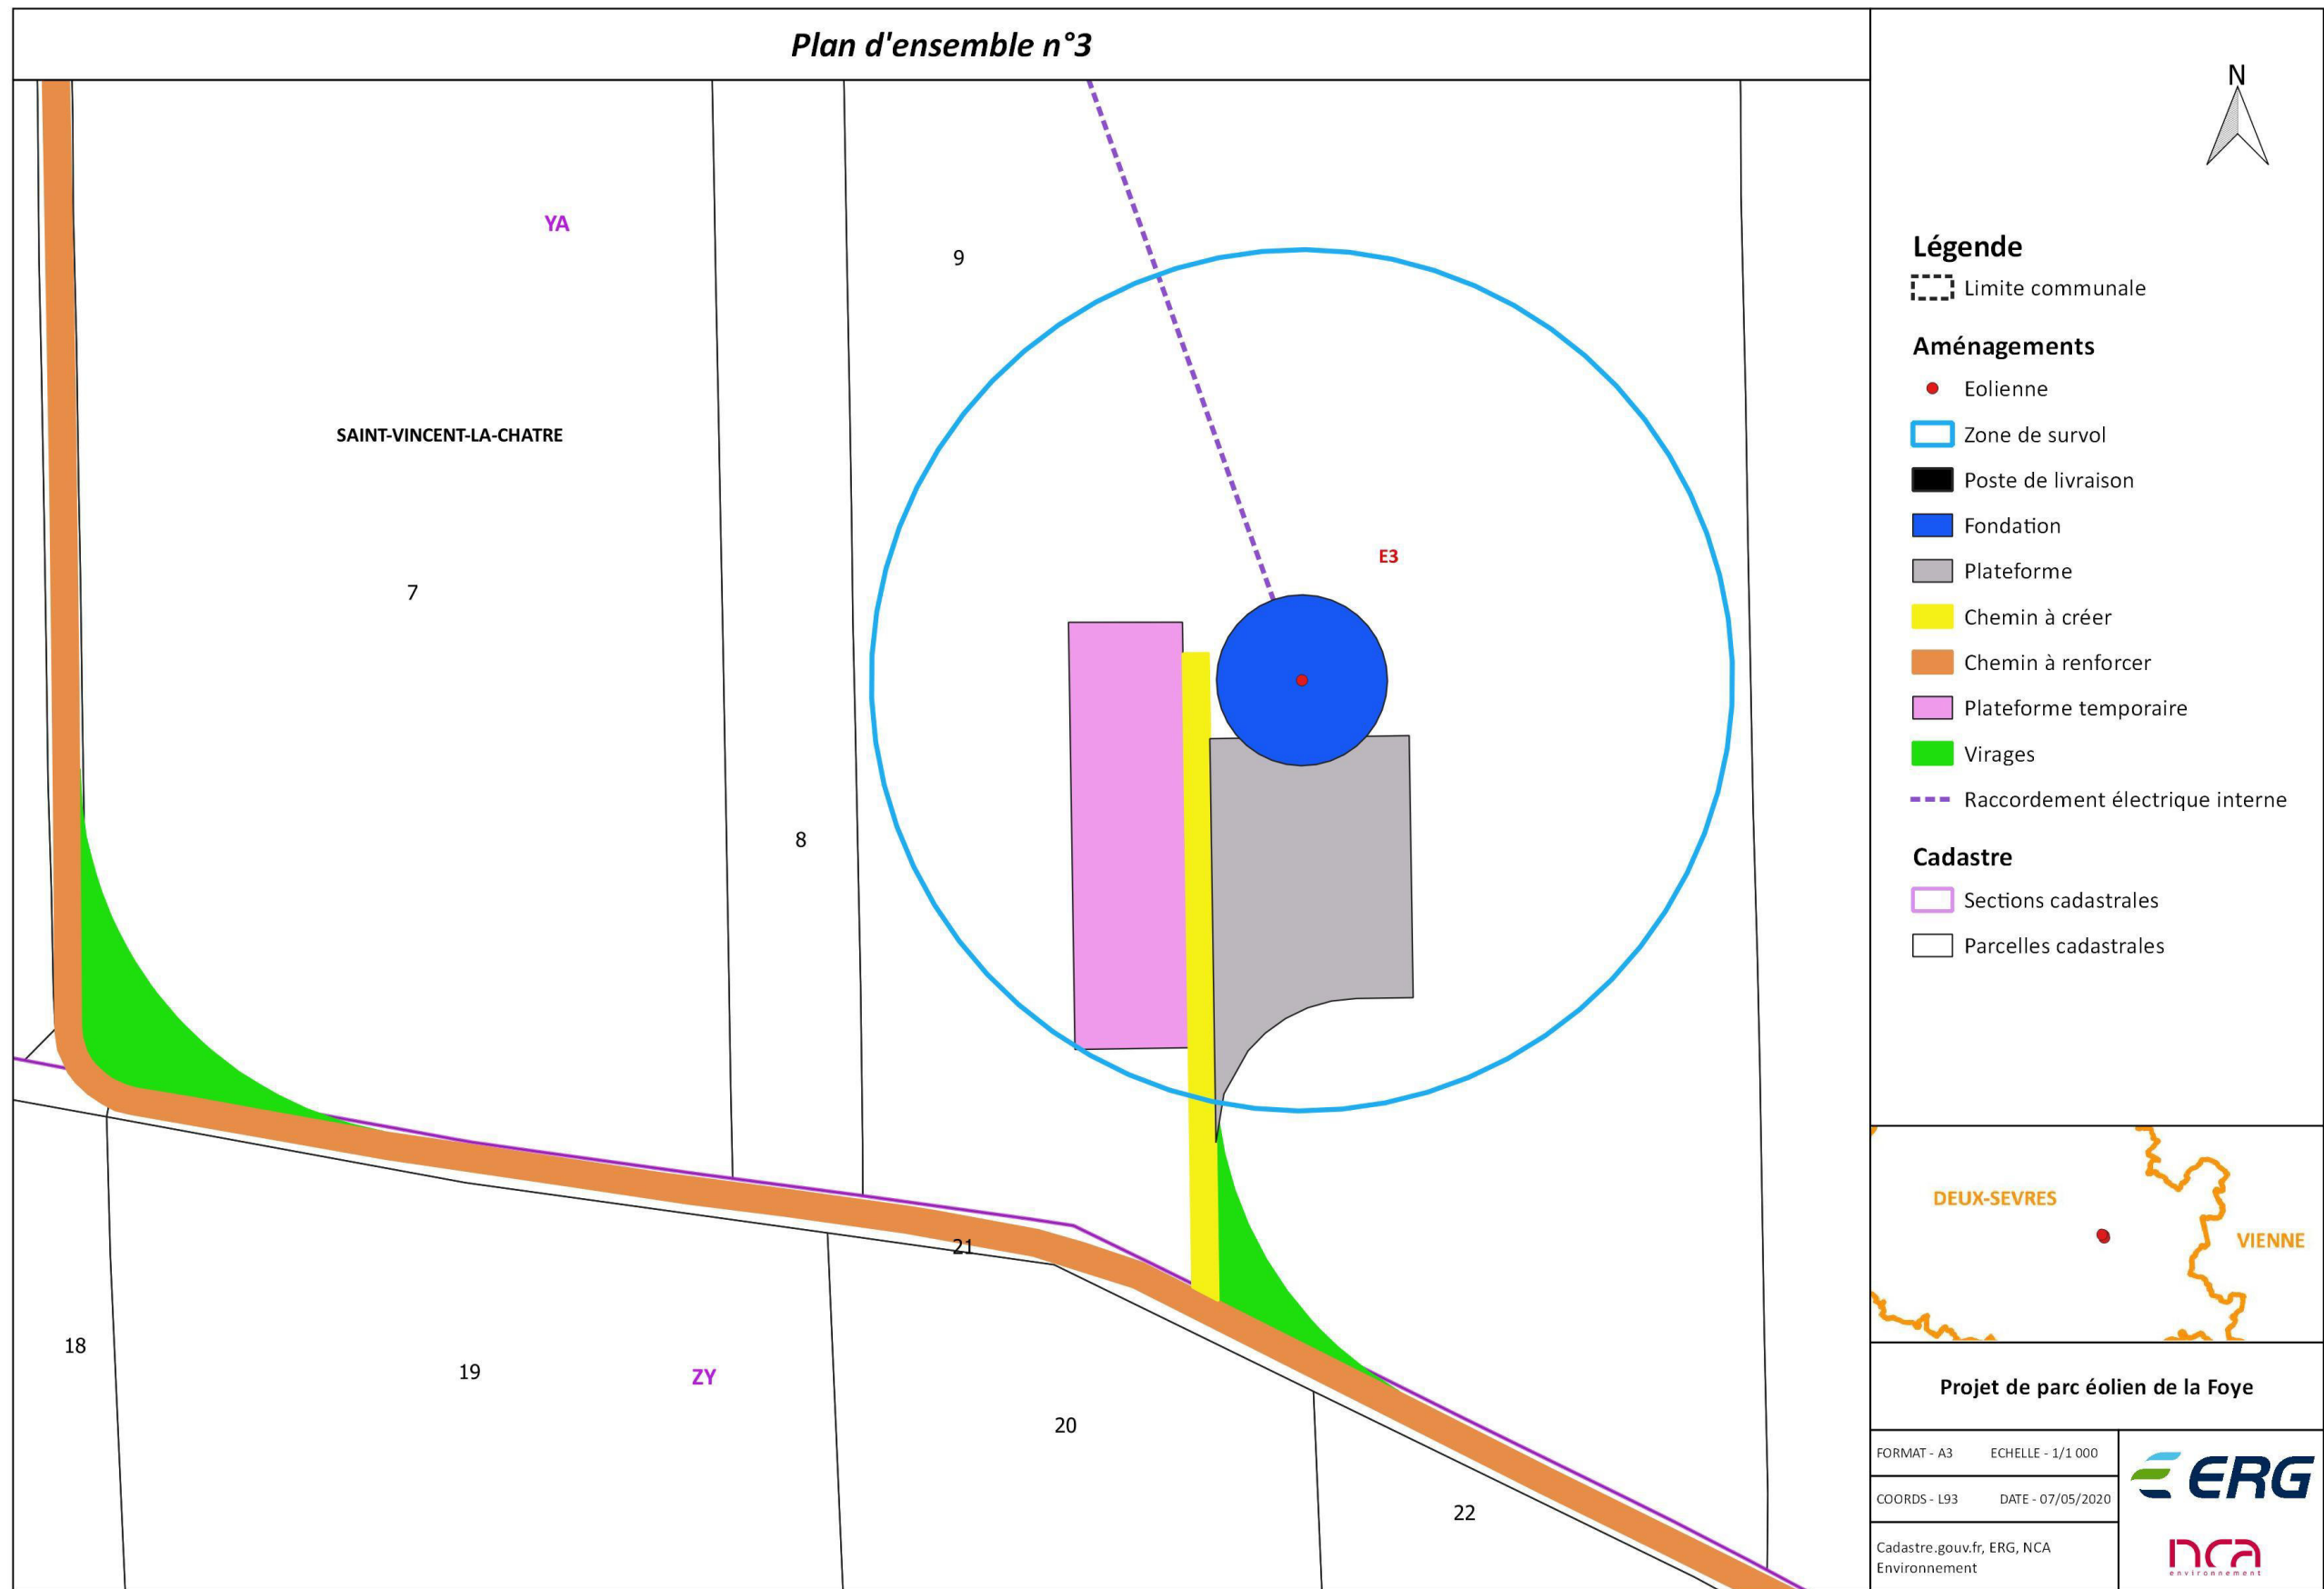 Plan d'ensemble n°3
YA
9
SAINT-VINCENT-LA-CHATRE
E3
7
8
21
18
19
ZY
20
22
N
Légende
Limite communale
Aménagements
Eolienne
Zone de survol
Poste de livraison
Fondation
Plateforme
Chemin à créer
Chemin à renforcer
Plateforme temporaire
Virages
Raccordement électrique interne
Cadastre
Sections cadastrales
Parcelles cadastrales
DEUX-SEVRES
VIENNE
Projet de parc éolien de la Foye
FORMAT - A3 ECHELLE - 1/1 000
COORDS - L93 DATE - 07/05/2020
Cadastre.gouv.fr, ERG, NCA
Environnement
ERG
nca
environnement